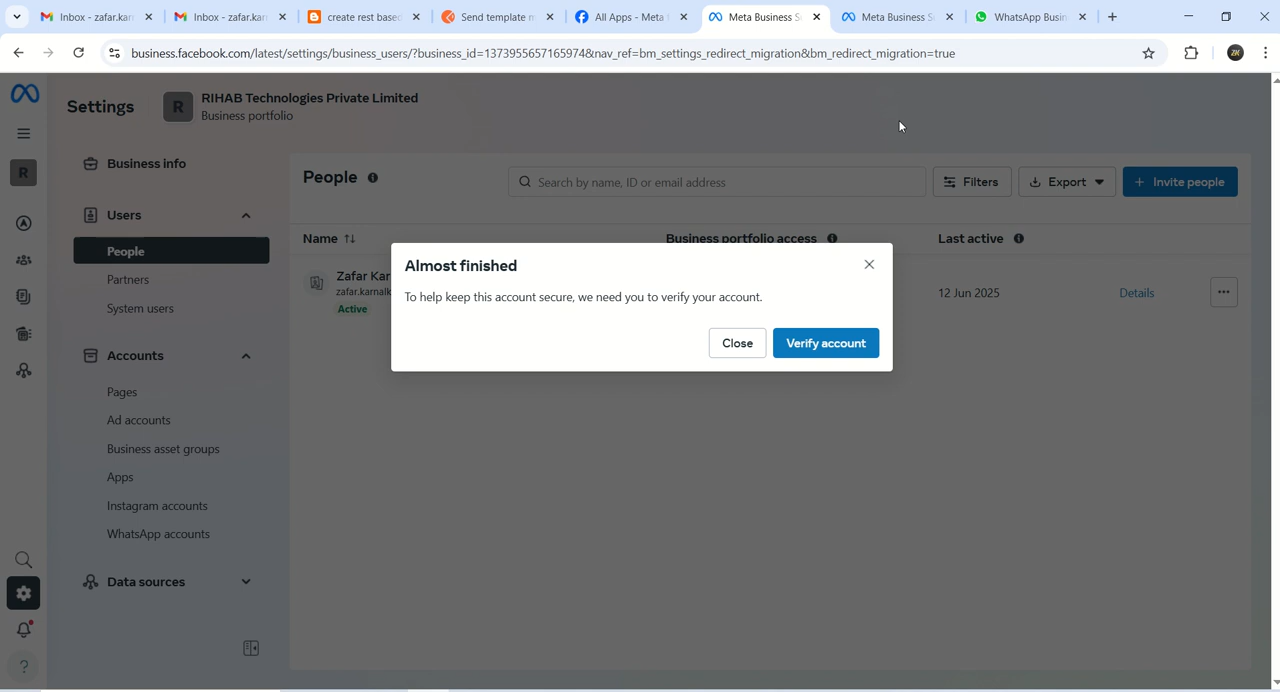 Inbox - zafar.kar
Inbox - zafar.kar
create rest base
Send template m
All Apps - Meta
Meta Business S
Meta Business S
WhatsApp Busin
business.facebook.com/latest/settings/business_users/?business_id=1373955657165974&nav_ref=bm_settings_redirect_migration&bm_redirect_migration=true
ZK
Settings
R
RIHAB Technologies Private Limited
Business portfolio
R
Business info
Users
People
Partners
System users
Accounts
Pages
Ad accounts
Business asset groups
Apps
Instagram accounts
WhatsApp accounts
Data sources
People
Search by name, ID or email address
Filters
Export
+ Invite people
Name
Business portfolio access
Last active
Zafar Kar
zafar.karnalk
Active
12 Jun 2025
Details
Almost finished
To help keep this account secure, we need you to verify your account.
Close
Verify account